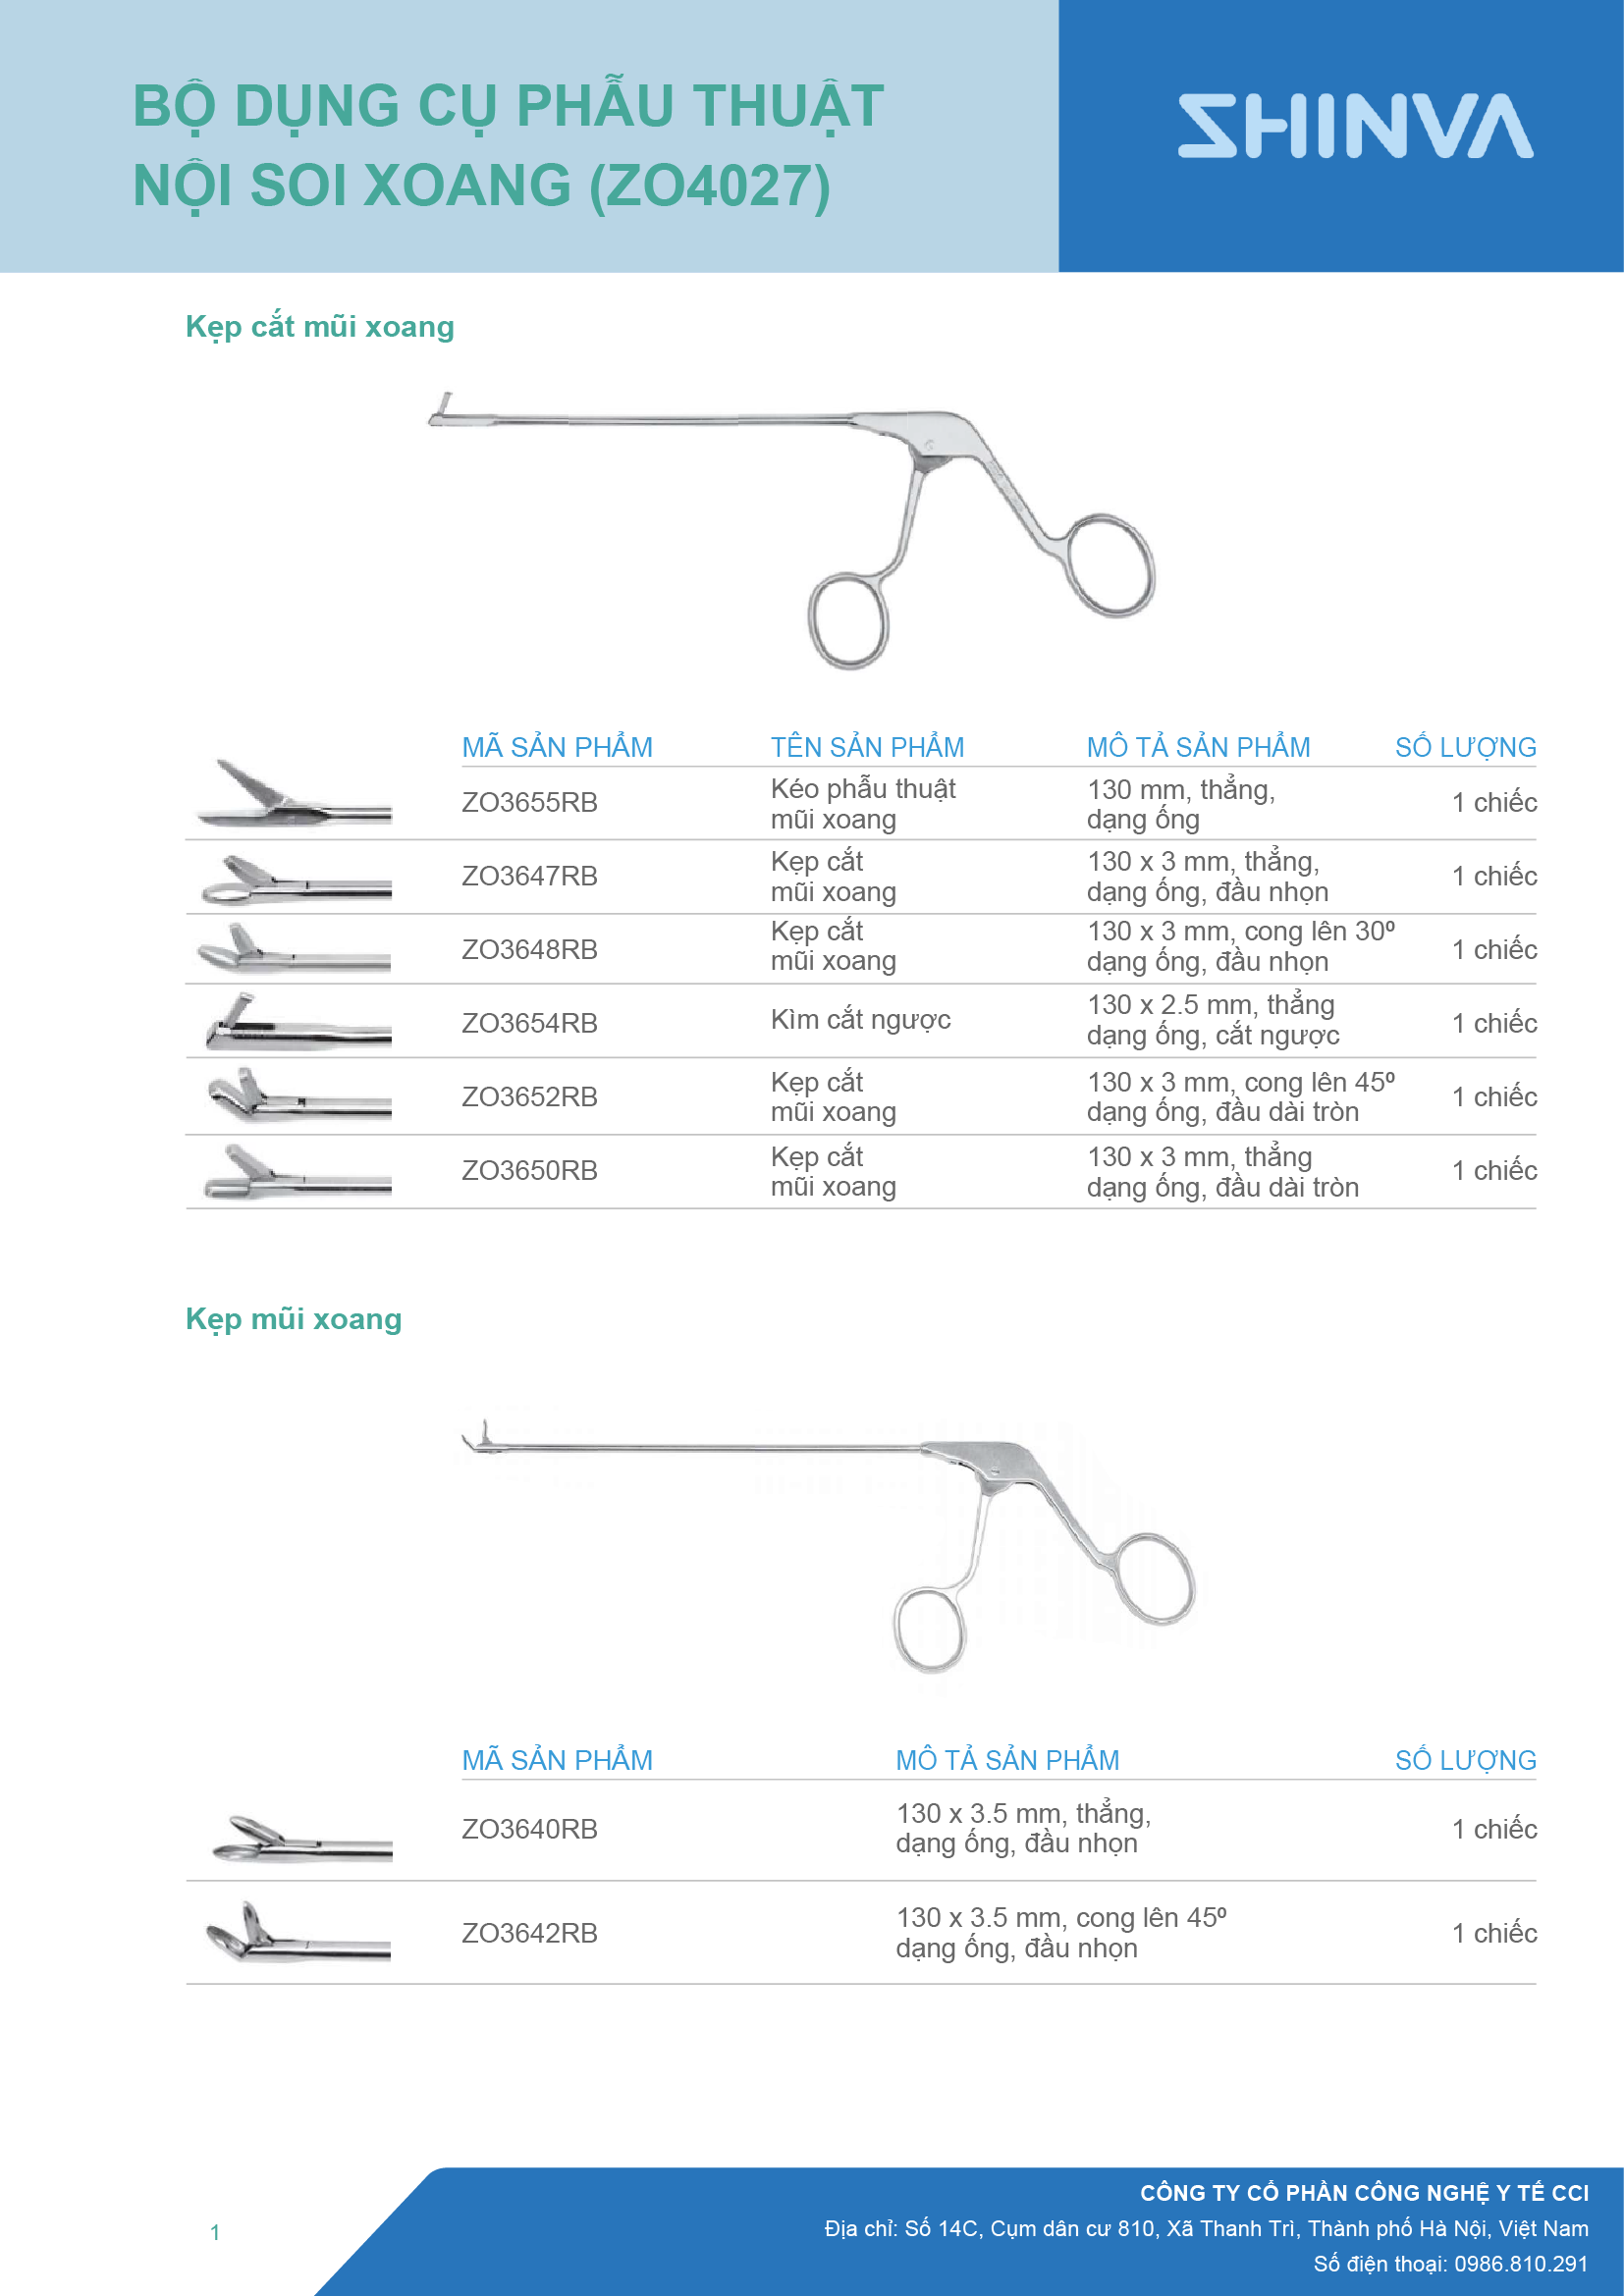 BỘ DỤNG CỤ PHẪU THUẬT
NỘI SOI XOANG (ZO4027)
SHINVA
Kẹp cắt mũi xoang
MÃ SẢN PHẨM TÊN SẢN PHẨM MÔ TẢ SẢN PHẨM SỐ LƯỢNG
ZO3655RB Kéo phẫu thuật mũi xoang 130 mm, thẳng, dạng ống 1 chiếc
ZO3647RB Kẹp cắt mũi xoang 130 x 3 mm, thẳng, dạng ống, đầu nhọn 1 chiếc
ZO3648RB Kẹp cắt mũi xoang 130 x 3 mm, cong lên 30º dạng ống, đầu nhọn 1 chiếc
ZO3654RB Kìm cắt ngược 130 x 2.5 mm, thẳng dạng ống, cắt ngược 1 chiếc
ZO3652RB Kẹp cắt mũi xoang 130 x 3 mm, cong lên 45º dạng ống, đầu dài tròn 1 chiếc
ZO3650RB Kẹp cắt mũi xoang 130 x 3 mm, thẳng dạng ống, đầu dài tròn 1 chiếc
Kẹp mũi xoang
MÃ SẢN PHẨM MÔ TẢ SẢN PHẨM SỐ LƯỢNG
ZO3640RB 130 x 3.5 mm, thẳng, dạng ống, đầu nhọn 1 chiếc
ZO3642RB 130 x 3.5 mm, cong lên 45º dạng ống, đầu nhọn 1 chiếc
CÔNG TY CỔ PHẦN CÔNG NGHỆ Y TẾ CCI
Địa chỉ: Số 14C, Cụm dân cư 810, Xã Thanh Trì, Thành phố Hà Nội, Việt Nam
Số điện thoại: 0986.810.291
1